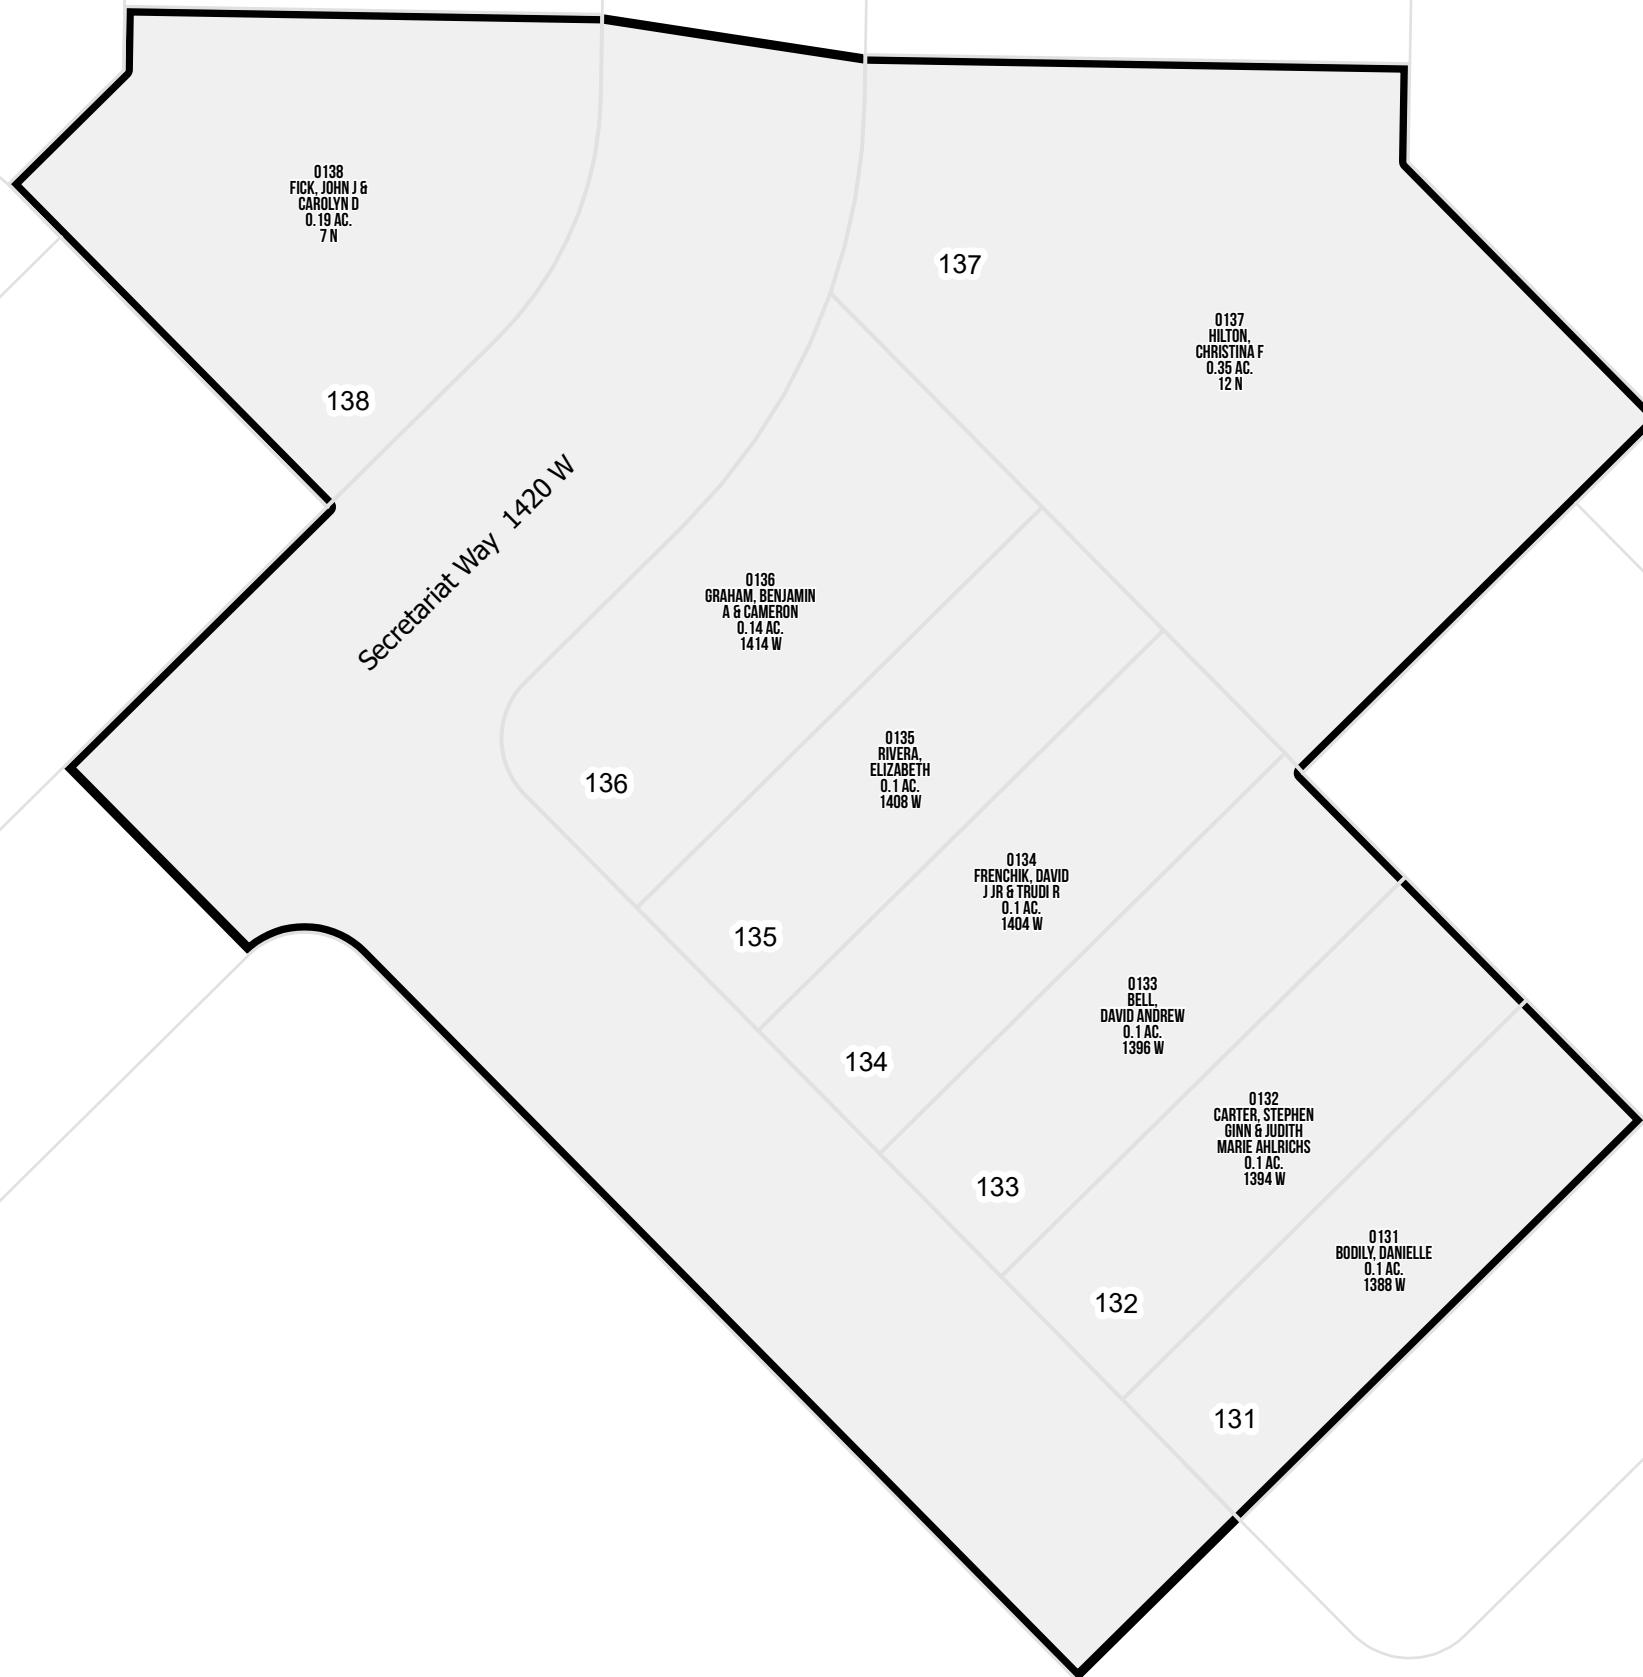 0138
FICK, JOHN J &
CAROLYN D
0.19 AC.
7 N
138
137
0137
HILTON,
CHRISTINA F
0.35 AC.
12 N
Secretariat Way 1420 W
0136
GRAHAM, BENJAMIN
A & CAMERON
0.14 AC.
1414 W
136
0135
RIVERA,
ELIZABETH
0.1 AC.
1408 W
135
0134
FRENCHIK, DAVID
J JR & TRUDI R
0.1 AC.
1404 W
134
0133
BELL,
DAVID ANDREW
0.1 AC.
1396 W
133
0132
CARTER, STEPHEN
GINN & JUDITH
MARIE AHLRICHS
0.1 AC.
1394 W
132
0131
BODILY, DANIELLE
0.1 AC.
1388 W
131